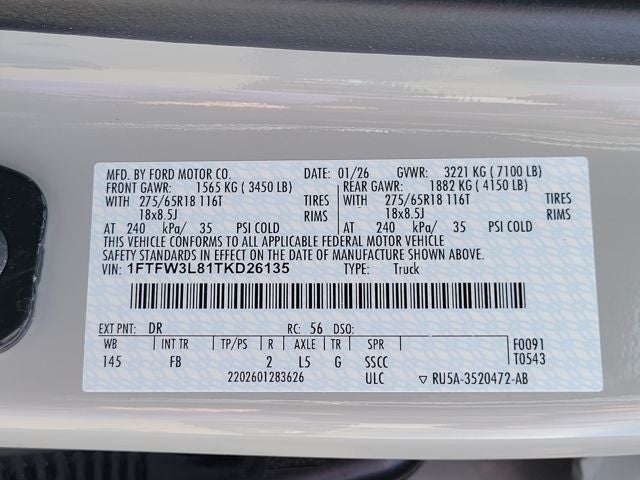 MFD. BY FORD MOTOR CO. DATE: 01/26 GVWR: 3221 KG ( 7100 LB)
FRONT GAWR: 1565 KG ( 3450 LB) REAR GAWR: 1882 KG ( 4150 LB)
WITH 275/65R18 116T TIRES WITH 275/65R18 116T TIRES
18x8.5J RIMS 18x8.5J RIMS
AT 240 kPa/ 35 PSI COLD AT 240 kPa/ 35 PSI COLD
THIS VEHICLE CONFORMS TO ALL APPLICABLE FEDERAL MOTOR VEHICLE
SAFETY STANDARDS IN EFFECT ON THE DATE OF MANUFACTURE SHOWN ABOVE.
VIN: 1FTFW3L81TKD26135 TYPE: Truck
EXT PNT: DR RC: 56 DSO: F0091
WB INT TR TP/PS R AXLE TR SPR T0543
145 FB 2 L5 G SSCC
2202601283626 ULC ▽ RU5A-3520472-AB